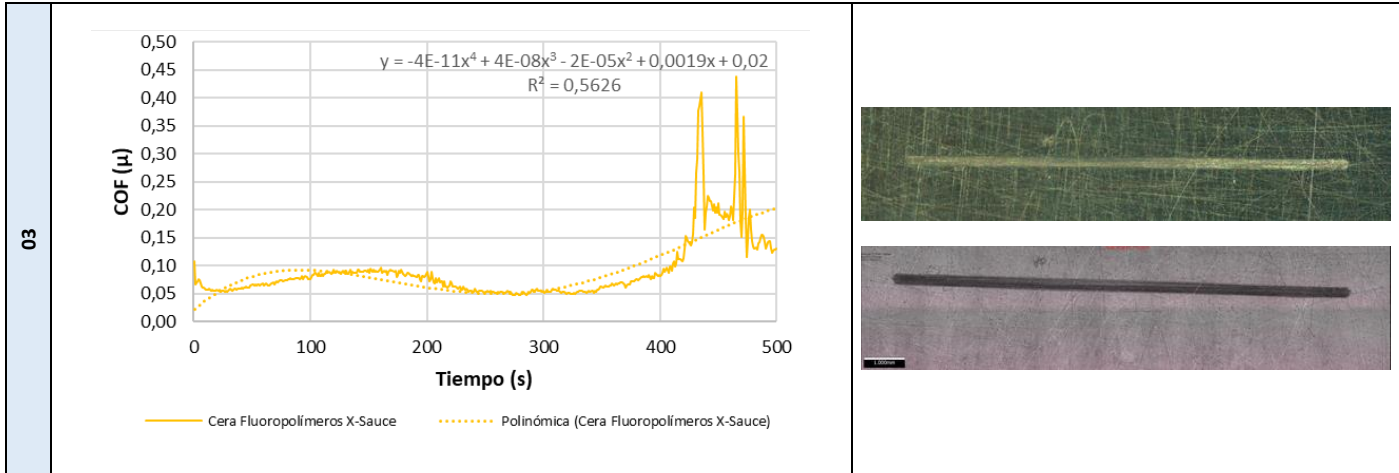 03
0,50
0,45
0,40
0,35
0,30
0,25
0,20
0,15
0,10
0,05
0,00
COF (µ)
y = -4E-11x⁴ + 4E-08x³ - 2E-05x² + 0,0019x + 0,02
R² = 0,5626
0 100 200 300 400 500
Tiempo (s)
Cera Fluoropolímeros X-Sauce Polinómica (Cera Fluoropolímeros X-Sauce)
1.000mm